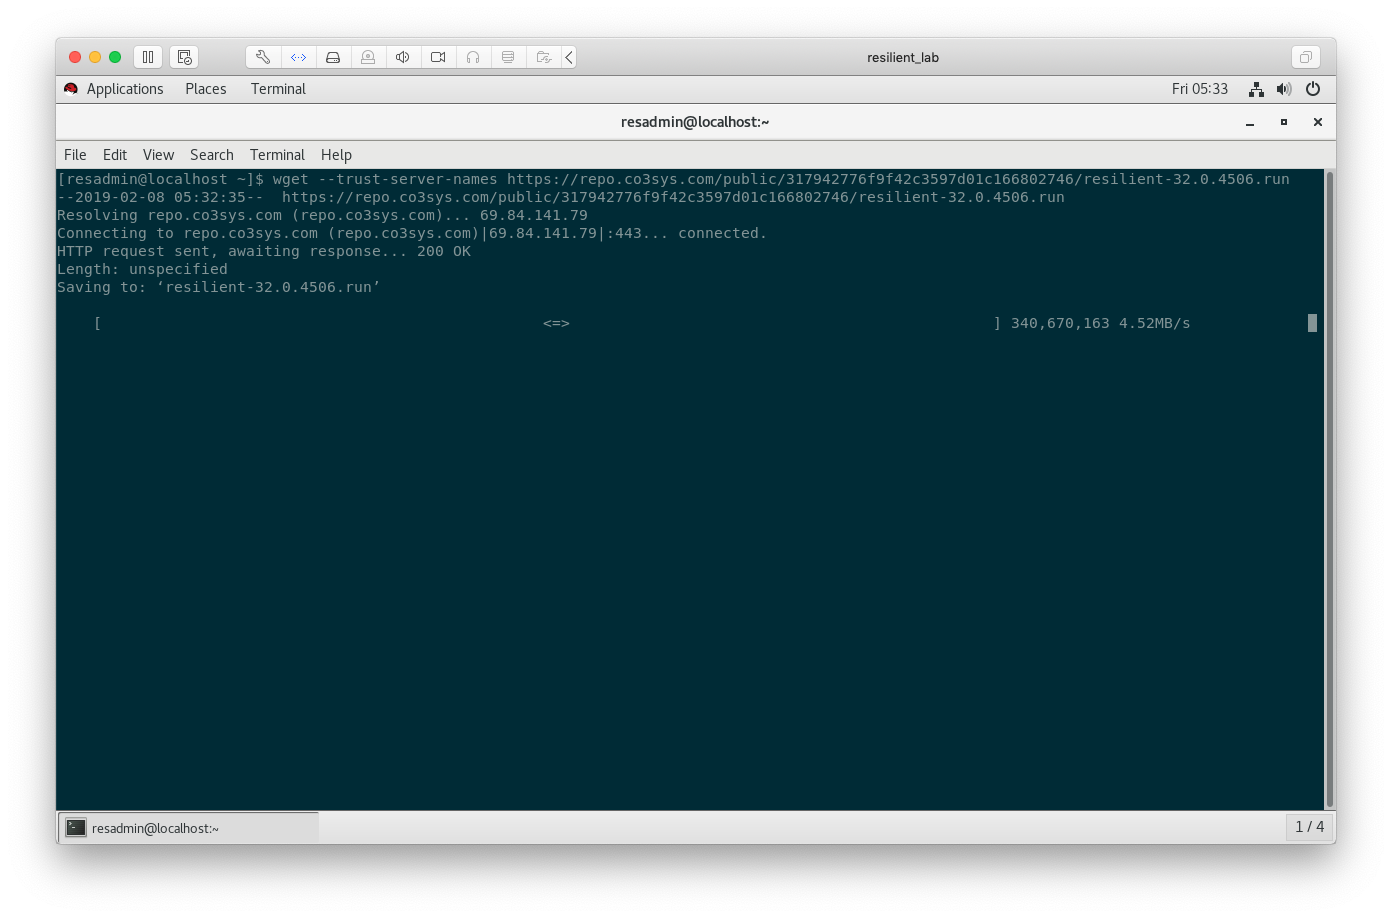 resilient_lab
Applications Places Terminal Fri 05:33
resadmin@localhost:~
File Edit View Search Terminal Help
[resadmin@localhost ~]$ wget --trust-server-names https://repo.co3sys.com/public/317942776f9f42c3597d01c166802746/resilient-32.0.4506.run
--2019-02-08 05:32:35--  https://repo.co3sys.com/public/317942776f9f42c3597d01c166802746/resilient-32.0.4506.run
Resolving repo.co3sys.com (repo.co3sys.com)... 69.84.141.79
Connecting to repo.co3sys.com (repo.co3sys.com)|69.84.141.79|:443... connected.
HTTP request sent, awaiting response... 200 OK
Length: unspecified
Saving to: ‘resilient-32.0.4506.run’
[ <=> ] 340,670,163 4.52MB/s
resadmin@localhost:~ 1 / 4